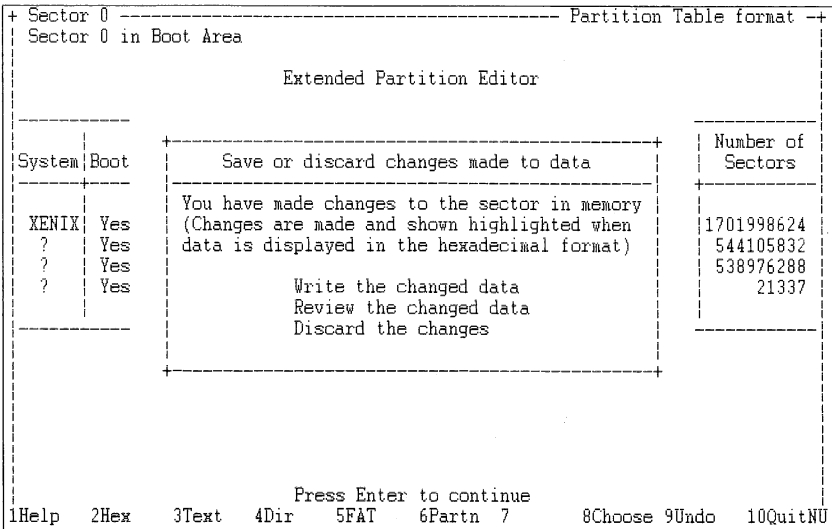 Sector 0 Partition Table format
Sector 0 in Boot Area
Extended Partition Editor
System Boot Save or discard changes made to data Number of Sectors
You have made changes to the sector in memory
XENIX Yes (Changes are made and shown highlighted when 1701998624
? Yes data is displayed in the hexadecimal format) 544105832
? Yes 538976288
? Yes Write the changed data 21337
Review the changed data
Discard the changes
Press Enter to continue
1Help 2Hex 3Text 4Dir 5FAT 6Partn 7 8Choose 9Undo 10QuitNU